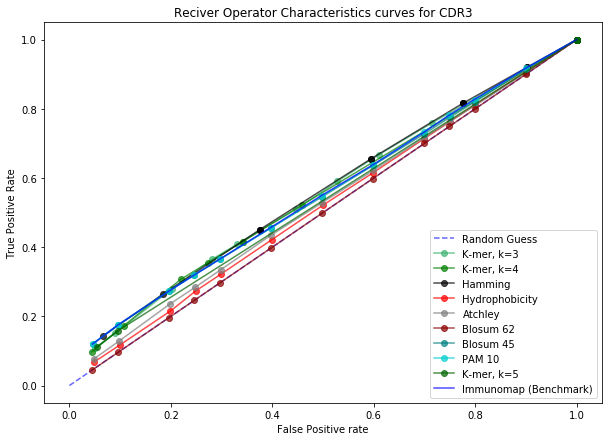 Reciver Operator Characteristics curves for CDR3
True Positive Rate
1.0
0.8
0.6
0.4
0.2
0.0
0.0
0.2
0.4
0.6
0.8
1.0
False Positive rate
Random Guess
K-mer, k=3
K-mer, k=4
Hamming
Hydrophobicity
Atchley
Blosum 62
Blosum 45
PAM 10
K-mer, k=5
Immunomap (Benchmark)